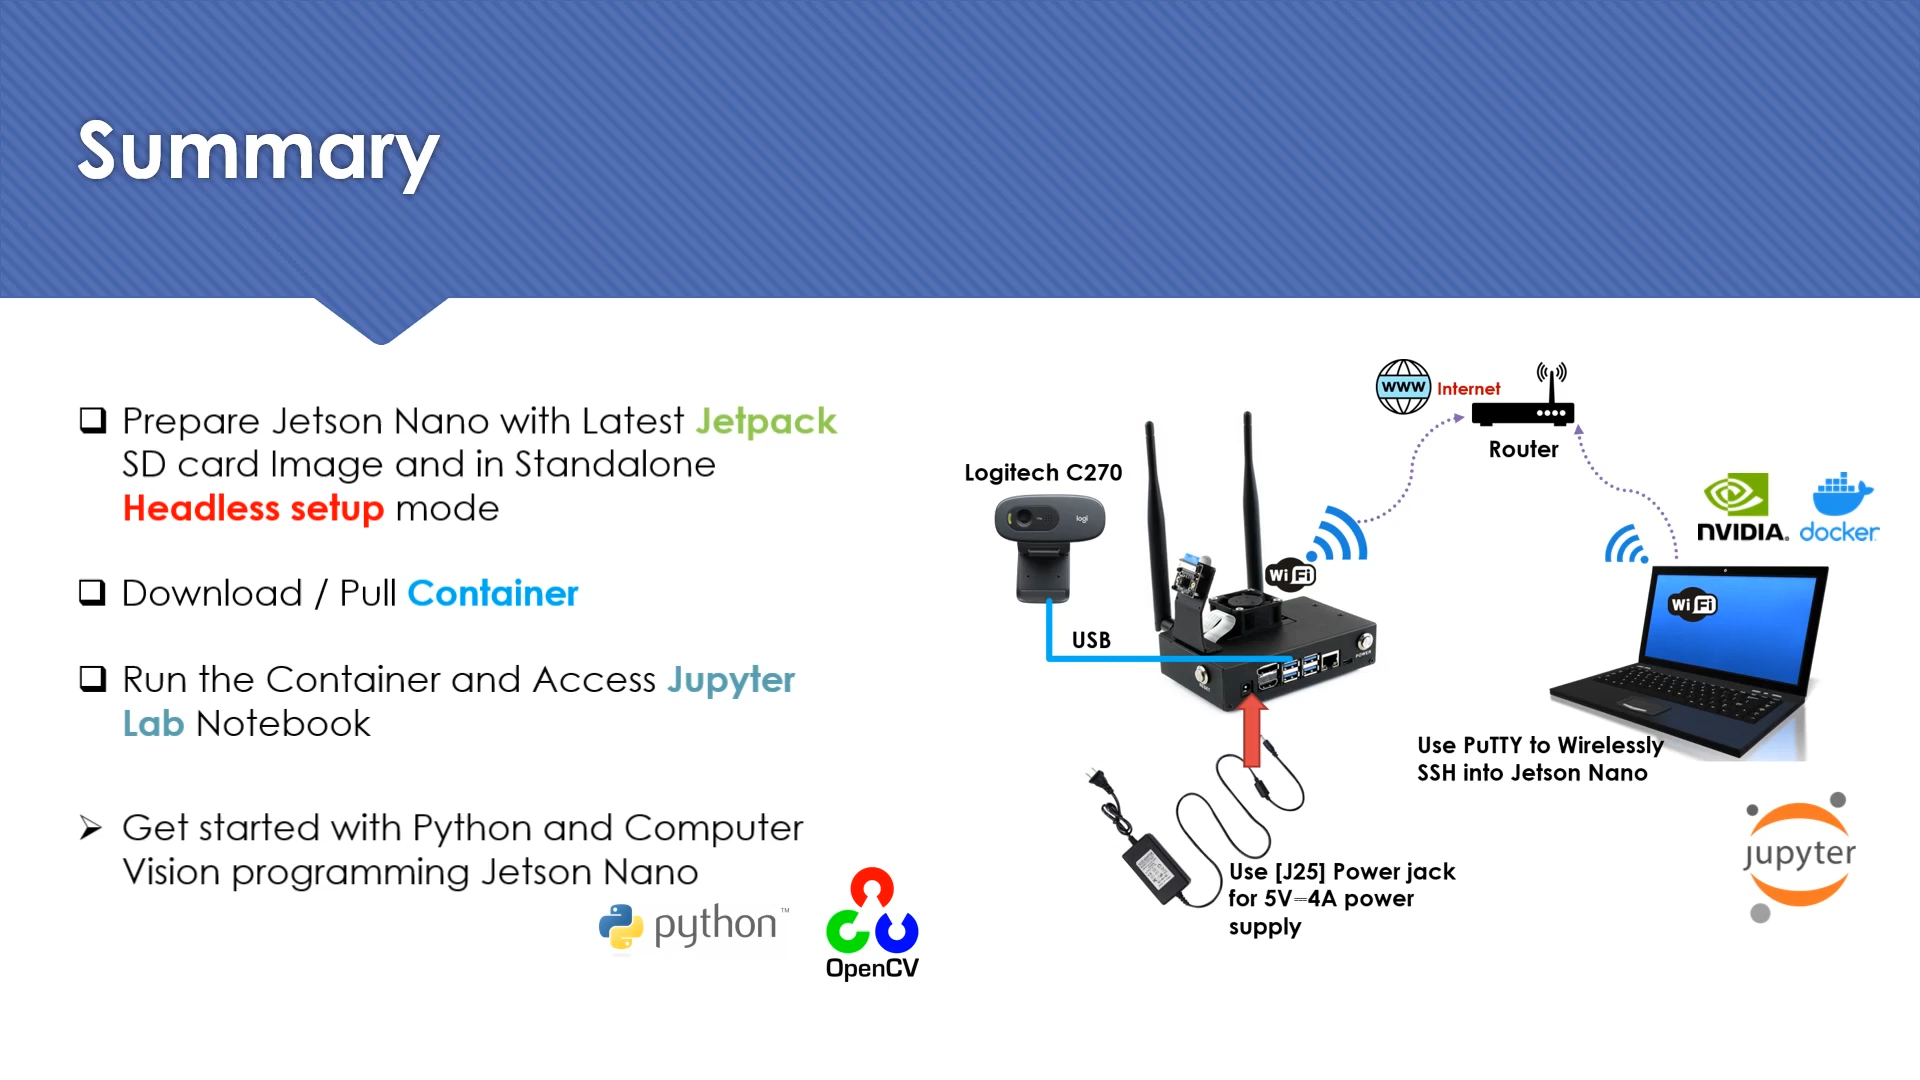 Summary
Prepare Jetson Nano with Latest Jetpack
SD card Image and in Standalone
Headless setup mode
Download / Pull Container
Run the Container and Access Jupyter
Lab Notebook
Get started with Python and Computer
Vision programming Jetson Nano
python™
OpenCV
www Internet
Router
Logitech C270
logi
NVIDIA.
docker
Wi Fi
Wi Fi
USB
POWER
RESET
Use PuTTY to Wirelessly
SSH into Jetson Nano
Use [J25] Power jack
for 5V⎓4A power
supply
jupyter